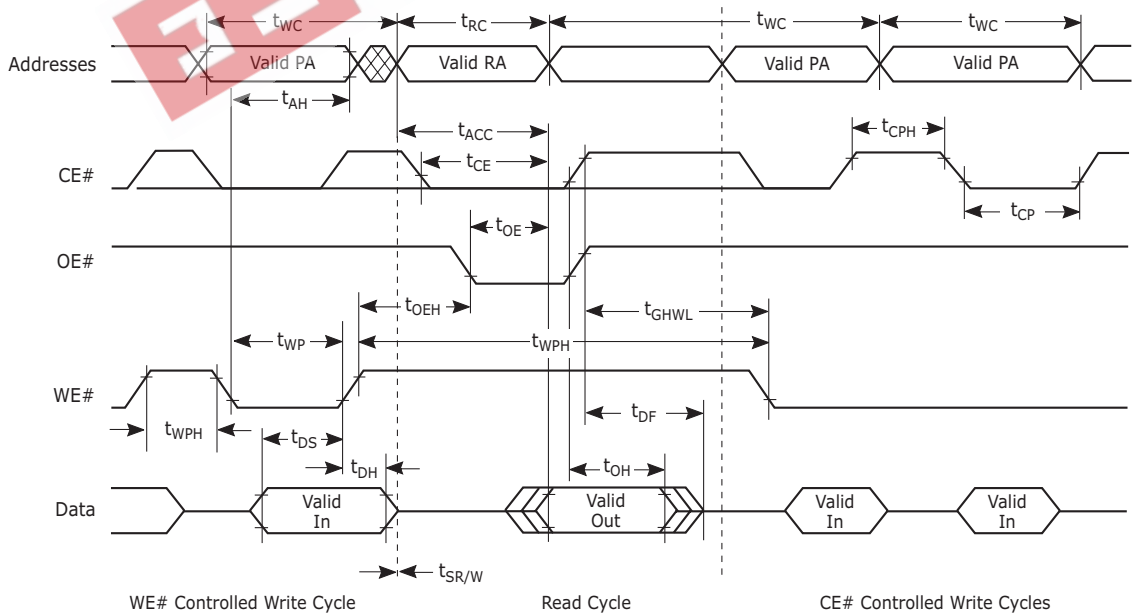 tWC tRC tWC tWC
Addresses Valid PA Valid RA Valid PA Valid PA
tAH
tACC tCPH
tCE
CE#
tCP
tOE
OE#
tOEH tGHWL
tWP tWPH
WE#
tWPH tDS tDF
tDH tOH
Data Valid In Valid Out Valid In Valid In
tSR/W
WE# Controlled Write Cycle Read Cycle CE# Controlled Write Cycles